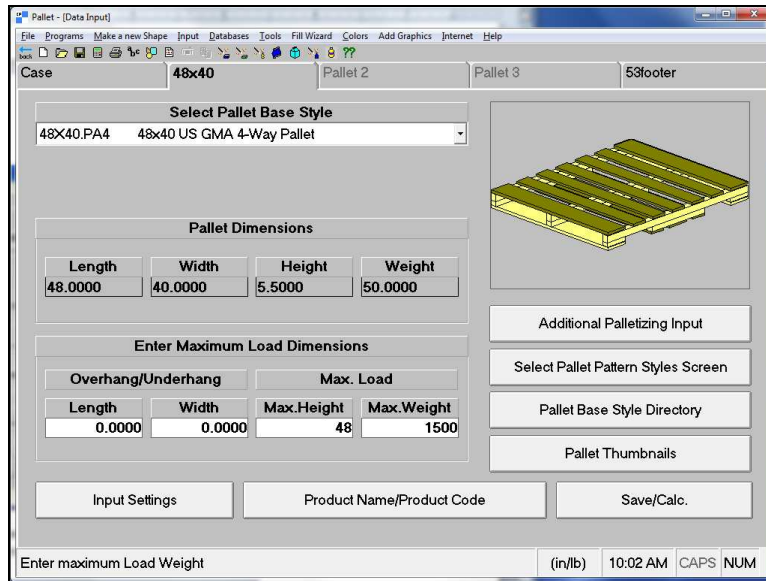 Pallet - [Data Input]
File Programs Make a new Shape Input Databases Tools Fill Wizard Colors Add Graphics Internet Help
back ??
Case 48x40 Pallet 2 Pallet 3 53footer
Select Pallet Base Style
48X40.PA4 48x40 US GMA 4-Way Pallet
Pallet Dimensions
Length Width Height Weight
48.0000 40.0000 5.5000 50.0000
Enter Maximum Load Dimensions
Overhang/Underhang Max. Load
Length Width Max.Height Max.Weight
0.0000 0.0000 48 1500
Additional Palletizing Input
Select Pallet Pattern Styles Screen
Pallet Base Style Directory
Pallet Thumbnails
Input Settings Product Name/Product Code Save/Calc.
Enter maximum Load Weight (in/lb) 10:02 AM CAPS NUM